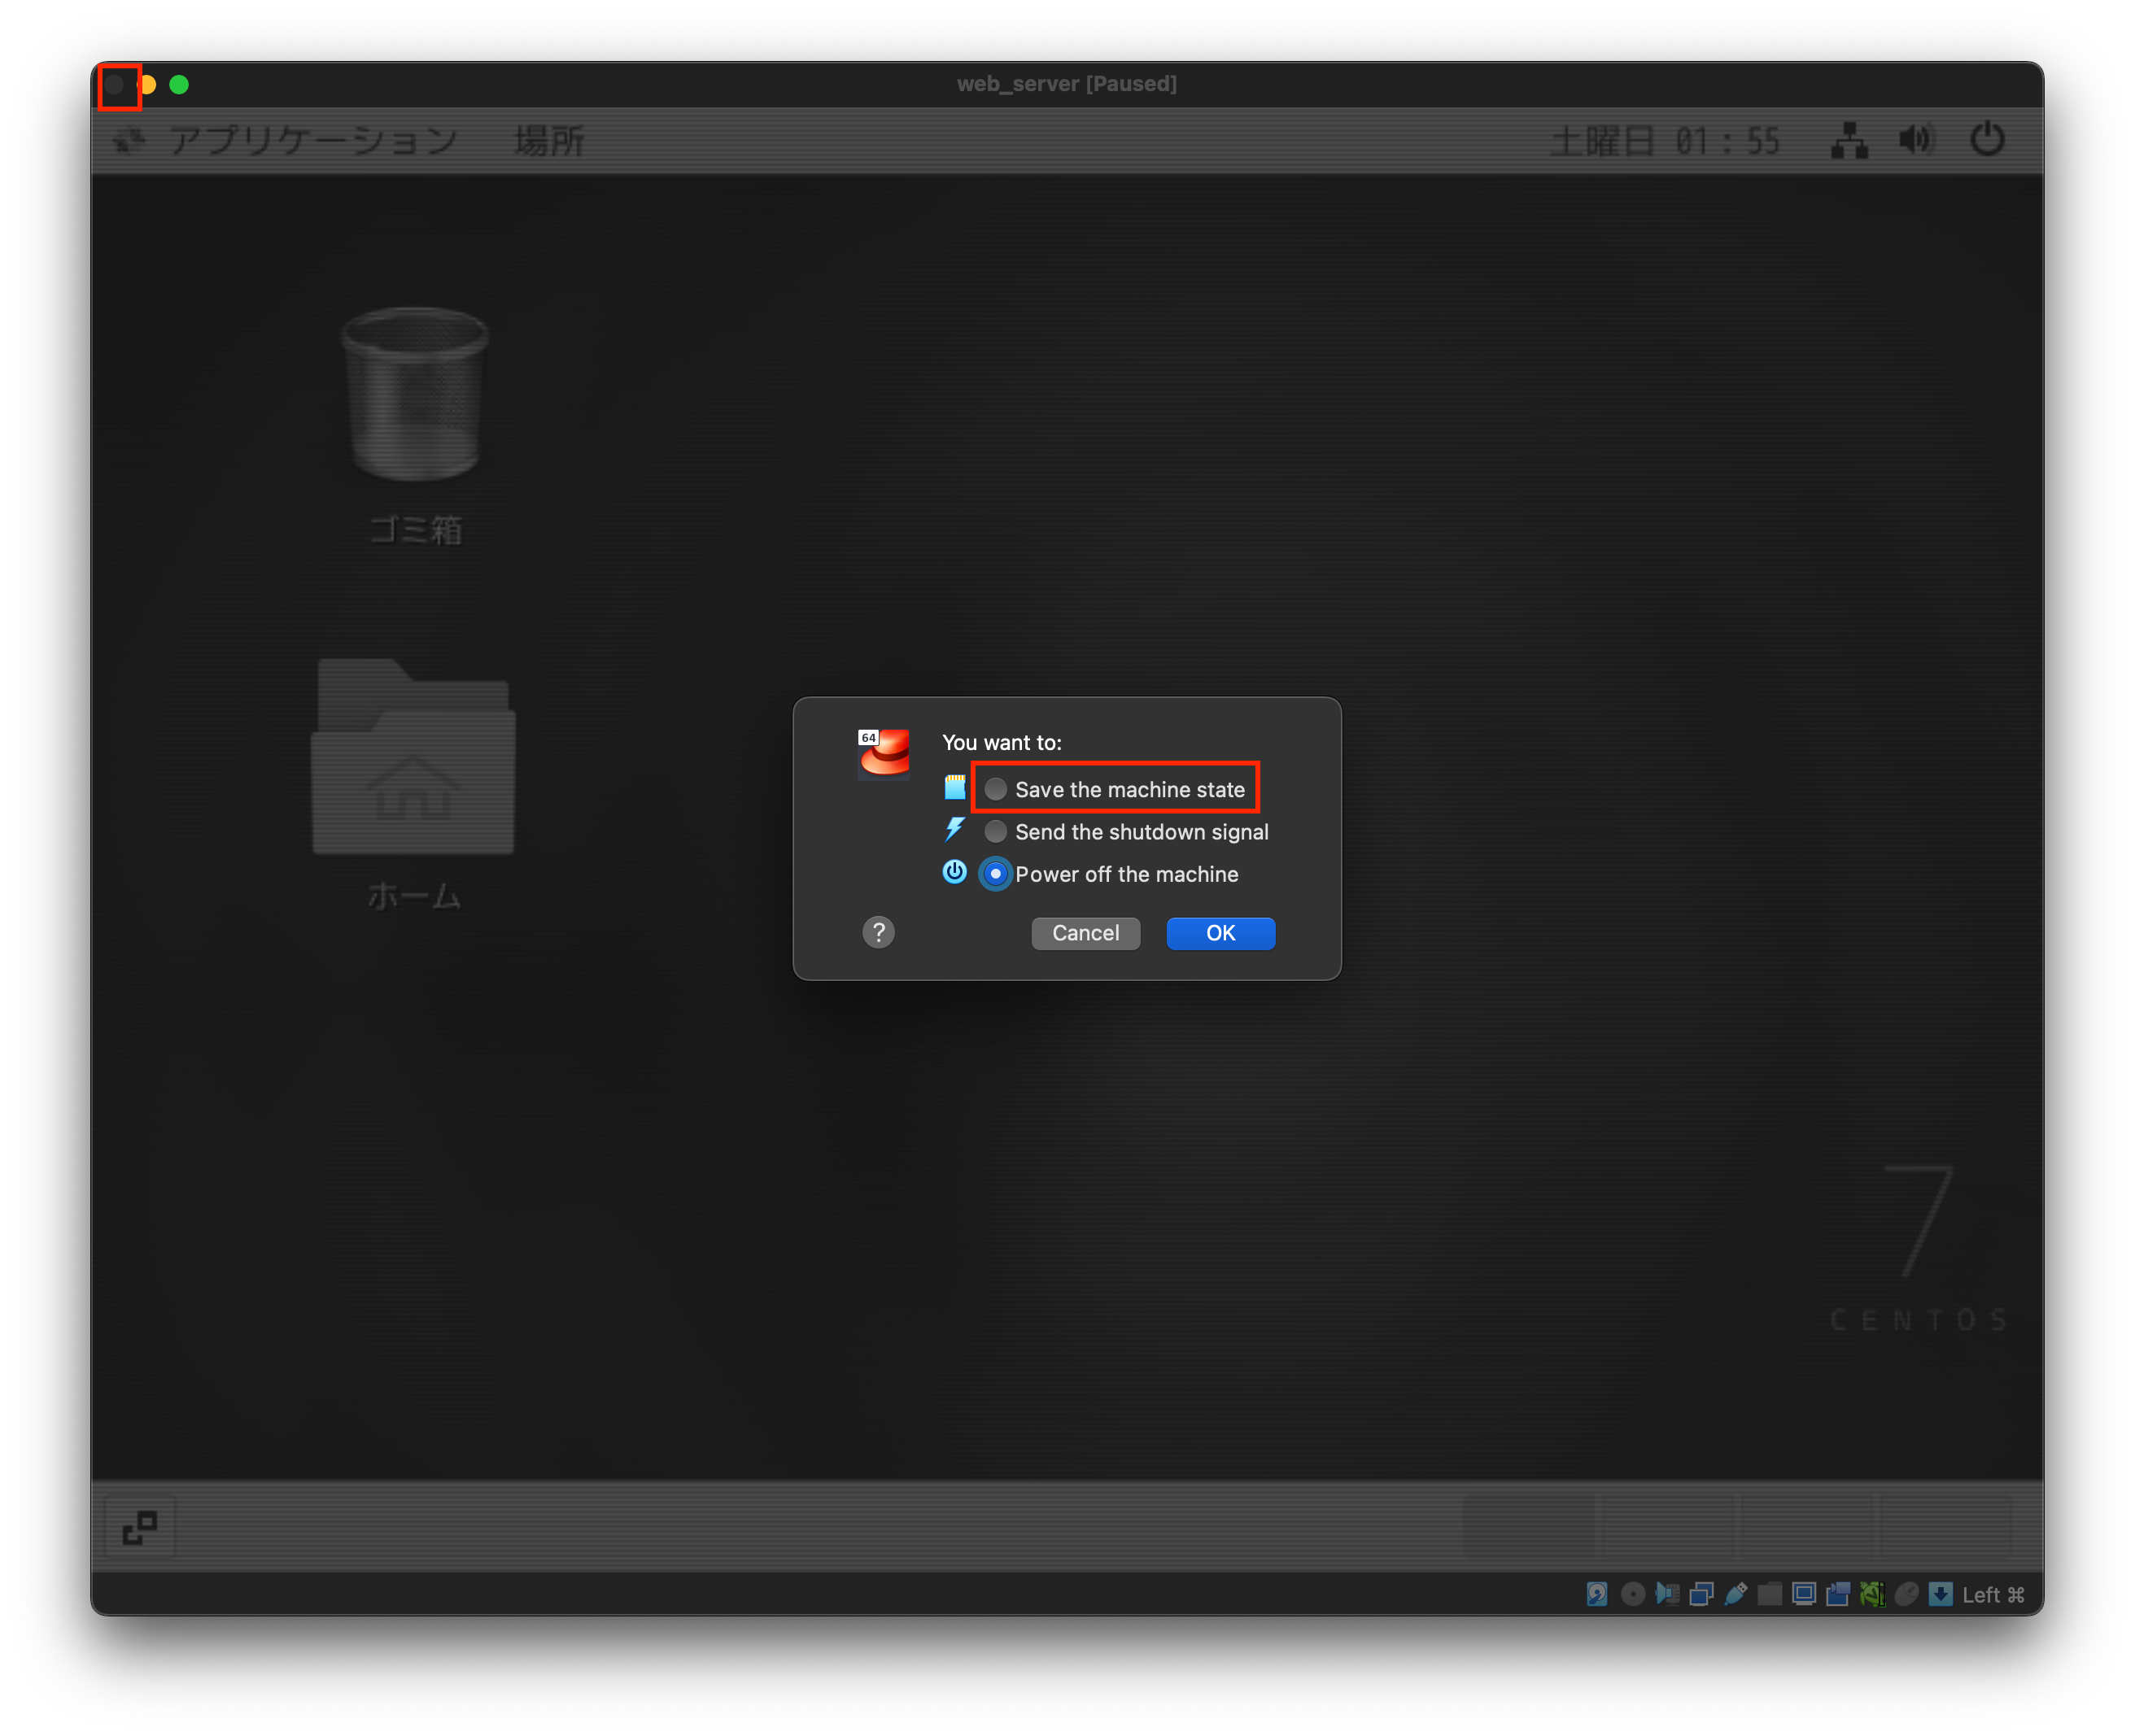 web_server [Paused]
アプリケーション 場所 土曜日 01:55
ゴミ箱
ホーム
64
You want to:
Save the machine state
Send the shutdown signal
Power off the machine
? Cancel OK
7
CENTOS
Left ⌘